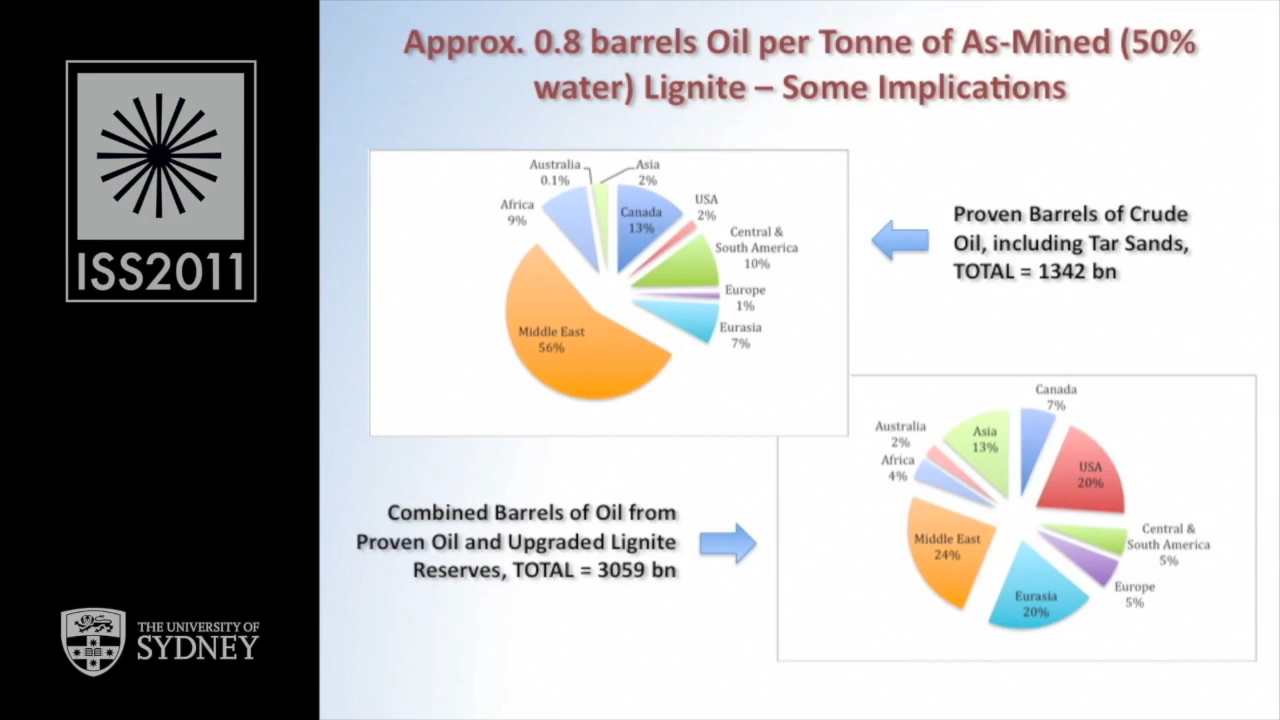 Approx. 0.8 barrels Oil per Tonne of As-Mined (50%
water) Lignite – Some Implications
Australia
0.1%
Asia
2%
Africa
9%
Canada
13%
USA
2%
Central &
South America
10%
Europe
1%
Eurasia
7%
Middle East
56%
Proven Barrels of Crude
Oil, including Tar Sands,
TOTAL = 1342 bn
ISS2011
Combined Barrels of Oil from
Proven Oil and Upgraded Lignite
Reserves, TOTAL = 3059 bn
Canada
7%
Australia
2%
Asia
13%
Africa
4%
USA
20%
Middle East
24%
Central &
South America
5%
Europe
5%
Eurasia
20%
THE UNIVERSITY OF
SYDNEY